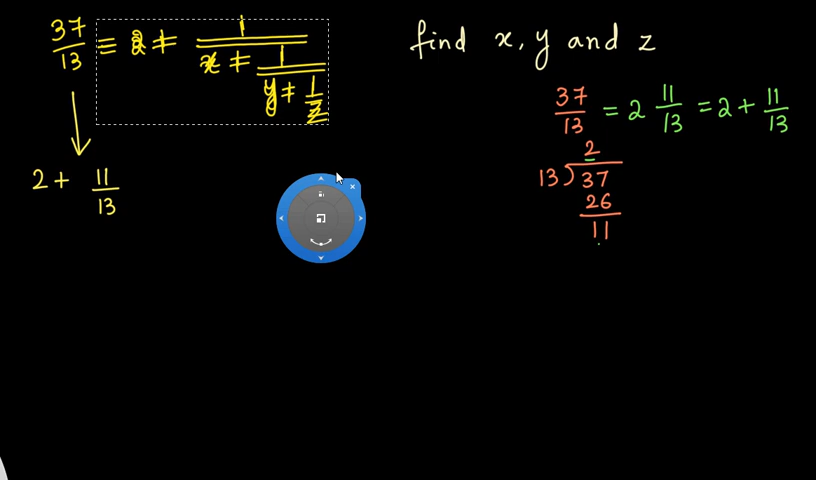 37/13 = 2 + 1/(x + 1/(y + 1/z))
find x, y and z
37/13 = 2 11/13 = 2 + 11/13
2
13)37
26
11
2 + 11/13